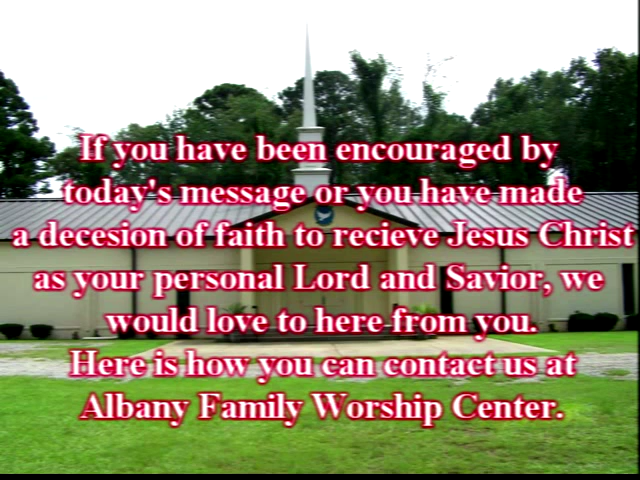 If you have been encouraged by
today's message or you have made
a decesion of faith to recieve Jesus Christ
as your personal Lord and Savior, we
would love to here from you.
Here is how you can contact us at
Albany Family Worship Center.